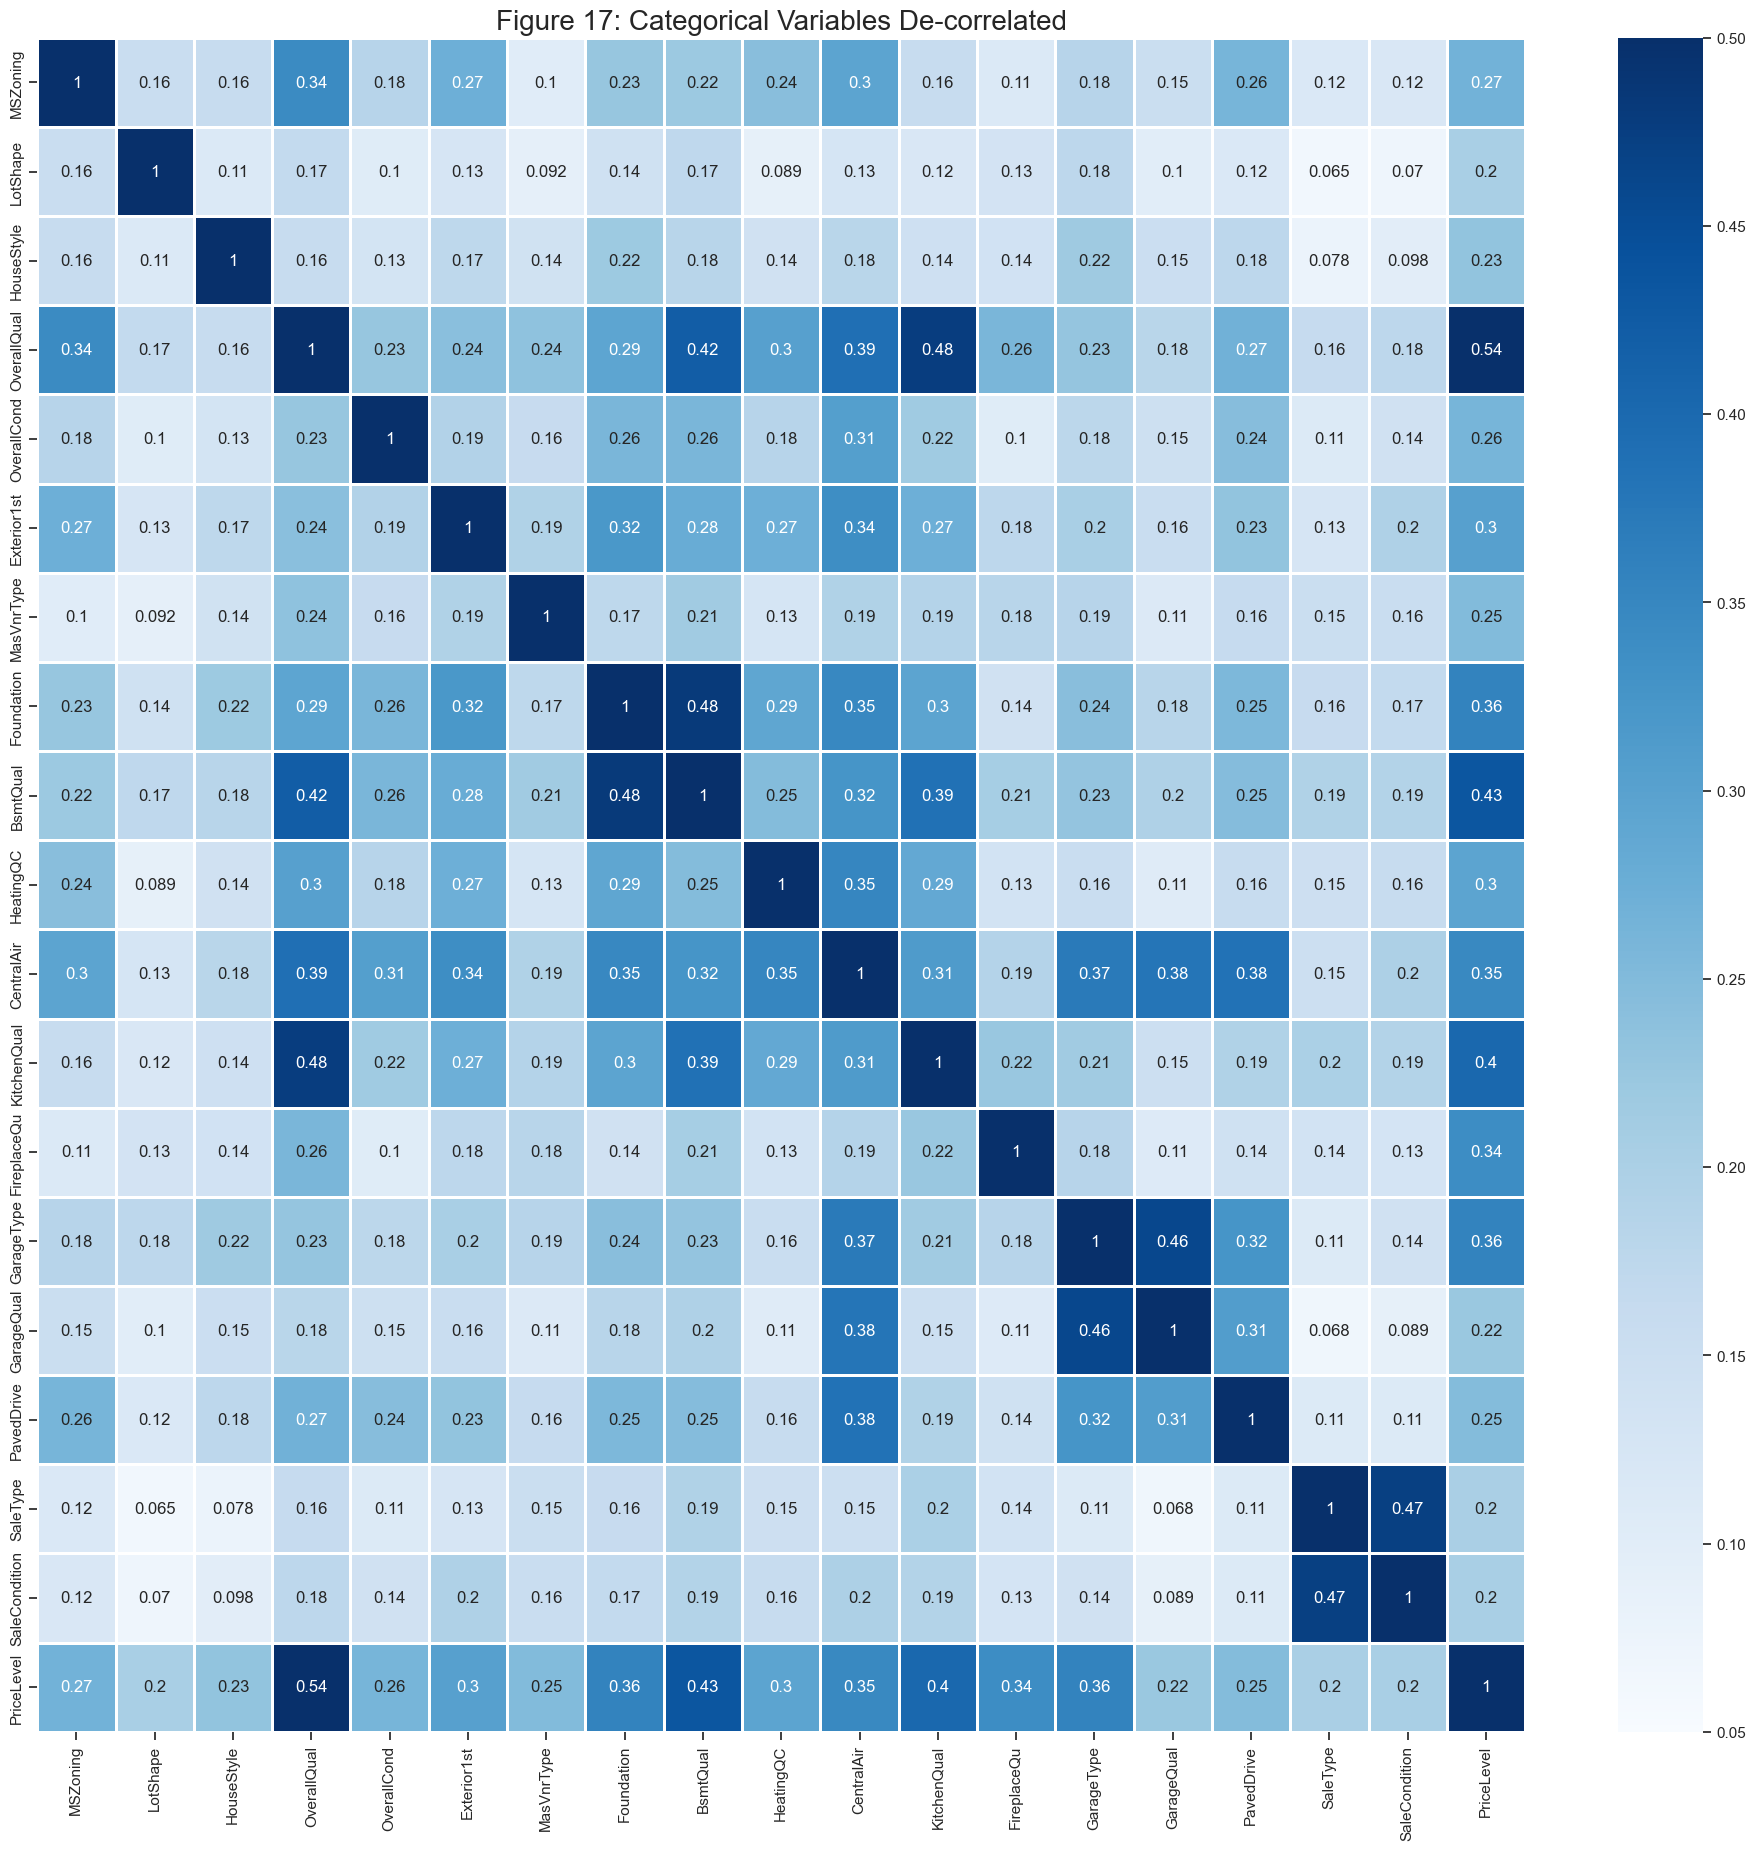 Figure 17: Categorical Variables De-correlated
MSZoning 1 0.16 0.16 0.34 0.18 0.27 0.1 0.23 0.22 0.24 0.3 0.16 0.11 0.18 0.15 0.26 0.12 0.12 0.27
LotShape 0.16 1 0.11 0.17 0.1 0.13 0.092 0.14 0.17 0.089 0.13 0.12 0.13 0.18 0.1 0.12 0.065 0.07 0.2
HouseStyle 0.16 0.11 1 0.16 0.13 0.17 0.14 0.22 0.18 0.14 0.18 0.14 0.14 0.22 0.15 0.18 0.078 0.098 0.23
OverallQual 0.34 0.17 0.16 1 0.23 0.24 0.24 0.29 0.42 0.3 0.39 0.48 0.26 0.23 0.18 0.27 0.16 0.18 0.54
OverallCond 0.18 0.1 0.13 0.23 1 0.19 0.16 0.26 0.26 0.18 0.31 0.22 0.1 0.18 0.15 0.24 0.11 0.14 0.26
Exterior1st 0.27 0.13 0.17 0.24 0.19 1 0.19 0.32 0.28 0.27 0.34 0.27 0.18 0.2 0.16 0.23 0.13 0.2 0.3
MasVnrType 0.1 0.092 0.14 0.24 0.16 0.19 1 0.17 0.21 0.13 0.19 0.19 0.18 0.19 0.11 0.16 0.15 0.16 0.25
Foundation 0.23 0.14 0.22 0.29 0.26 0.32 0.17 1 0.48 0.29 0.35 0.3 0.14 0.24 0.18 0.25 0.16 0.17 0.36
BsmtQual 0.22 0.17 0.18 0.42 0.26 0.28 0.21 0.48 1 0.25 0.32 0.39 0.21 0.23 0.2 0.25 0.19 0.19 0.43
HeatingQC 0.24 0.089 0.14 0.3 0.18 0.27 0.13 0.29 0.25 1 0.35 0.29 0.13 0.16 0.11 0.16 0.15 0.16 0.3
CentralAir 0.3 0.13 0.18 0.39 0.31 0.34 0.19 0.35 0.32 0.35 1 0.31 0.19 0.37 0.38 0.38 0.15 0.2 0.35
KitchenQual 0.16 0.12 0.14 0.48 0.22 0.27 0.19 0.3 0.39 0.29 0.31 1 0.22 0.21 0.15 0.19 0.2 0.19 0.4
FireplaceQu 0.11 0.13 0.14 0.26 0.1 0.18 0.18 0.14 0.21 0.13 0.19 0.22 1 0.18 0.11 0.14 0.14 0.13 0.34
GarageType 0.18 0.18 0.22 0.23 0.18 0.2 0.19 0.24 0.23 0.16 0.37 0.21 0.18 1 0.46 0.32 0.11 0.14 0.36
GarageQual 0.15 0.1 0.15 0.18 0.15 0.16 0.11 0.18 0.2 0.11 0.38 0.15 0.11 0.46 1 0.31 0.068 0.089 0.22
PavedDrive 0.26 0.12 0.18 0.27 0.24 0.23 0.16 0.25 0.25 0.16 0.38 0.19 0.14 0.32 0.31 1 0.11 0.11 0.25
SaleType 0.12 0.065 0.078 0.16 0.11 0.13 0.15 0.16 0.19 0.15 0.15 0.2 0.14 0.11 0.068 0.11 1 0.47 0.2
SaleCondition 0.12 0.07 0.098 0.18 0.14 0.2 0.16 0.17 0.19 0.16 0.2 0.19 0.13 0.14 0.089 0.11 0.47 1 0.2
PriceLevel 0.27 0.2 0.23 0.54 0.26 0.3 0.25 0.36 0.43 0.3 0.35 0.4 0.34 0.36 0.22 0.25 0.2 0.2 1
MSZoning LotShape HouseStyle OverallQual OverallCond Exterior1st MasVnrType Foundation BsmtQual HeatingQC CentralAir KitchenQual FireplaceQu GarageType GarageQual PavedDrive SaleType SaleCondition PriceLevel
0.50
0.45
0.40
0.35
0.30
0.25
0.20
0.15
0.10
0.05